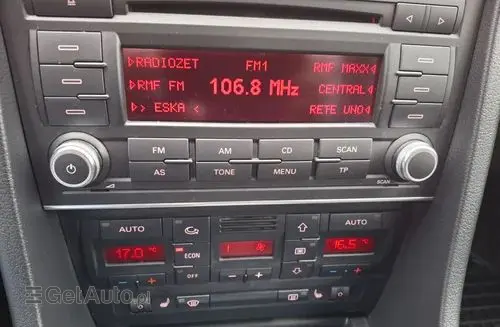 RADIOZET FM1 RMF MAXX
RMF FM 106.8 MHz CENTRAL
> ESKA < RETE UNO
FM AM CD SCAN
AS TONE MENU TP
SCAN
AUTO AUTO
17.0 °C ECON 1 16.5 °C
OFF
GetAuto.pl